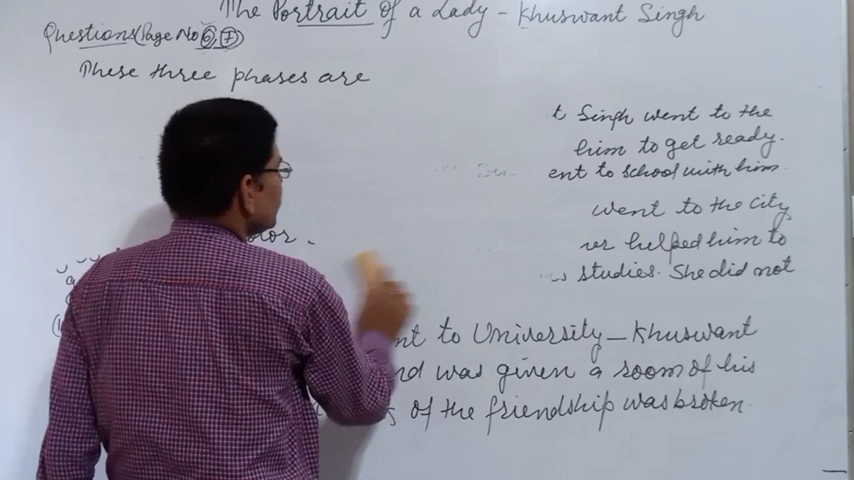 The Portrait of a Lady - Khuswant Singh
Questions (Page No 6, 7)
These three phases are
t Singh went to the
him to get ready.
ent to school with him.
went to the city
er helped him to
studies. She did not
nt to University - Khuswant
nd was given a room of his
of the friendship was broken.